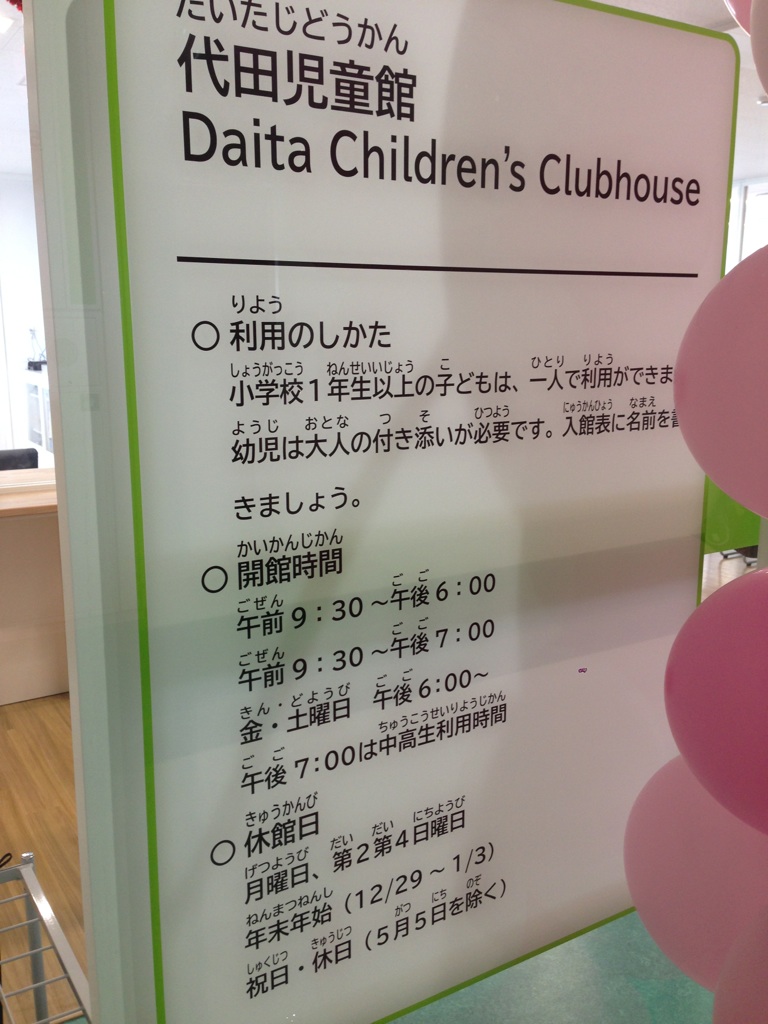 だいたじどうかん
代田児童館
Daita Children's Clubhouse
りよう
○ 利用のしかた
しょうがっこう ねんせいいじょう こ ひとり りよう
小学校1年生以上の子どもは、一人で利用ができま
ようじ おとな つ そ ひつよう にゅうかんひょう なまえ
幼児は大人の付き添いが必要です。入館表に名前を書
きましょう。
かいかんじかん
○ 開館時間
ごぜん ごご
午前 9：30 ～午後 6：00
ごぜん ごご
午前 9：30 ～午後 7：00
きん・どようび ごご
金・土曜日 午後 6:00～
ごご ちゅうこうせいりようじかん
午後 7：00は中高生利用時間
きゅうかんび
○ 休館日
げつようび だい だい にちようび
月曜日、第2第4日曜日
ねんまつねんし
年末年始（12/29 ～ 1/3）
しゅくじつ きゅうじつ がつ にち のぞ
祝日・休日（5月5日を除く）